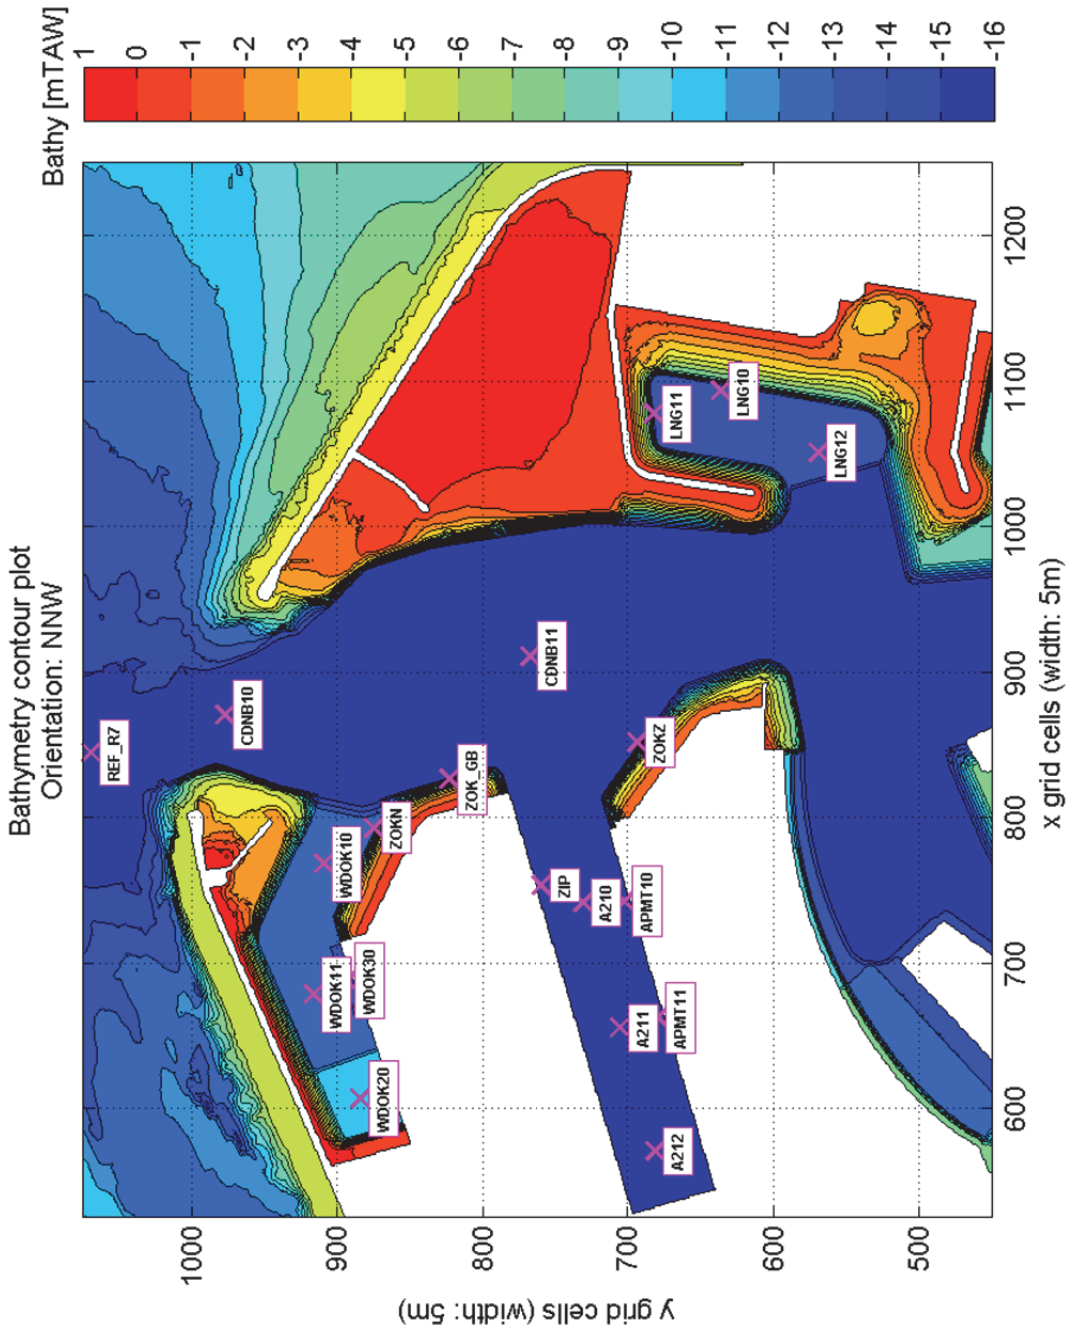 Bathymetry contour plot
Orientation: NNW
Bathy [mTAW]
1
0
-1
-2
-3
-4
-5
-6
-7
-8
-9
-10
-11
-12
-13
-14
-15
-16
y grid cells (width: 5m)
1000
900
800
700
600
500
x grid cells (width: 5m)
600
700
800
900
1000
1100
1200
REF_R7
CDNB10
CDNB11
ZOK_GB
ZOKN
ZOKZ
WDOK10
WDOK11
WDOK30
WDOK20
ZIP
A210
APMT10
A211
APMT11
A212
LNG11
LNG10
LNG12